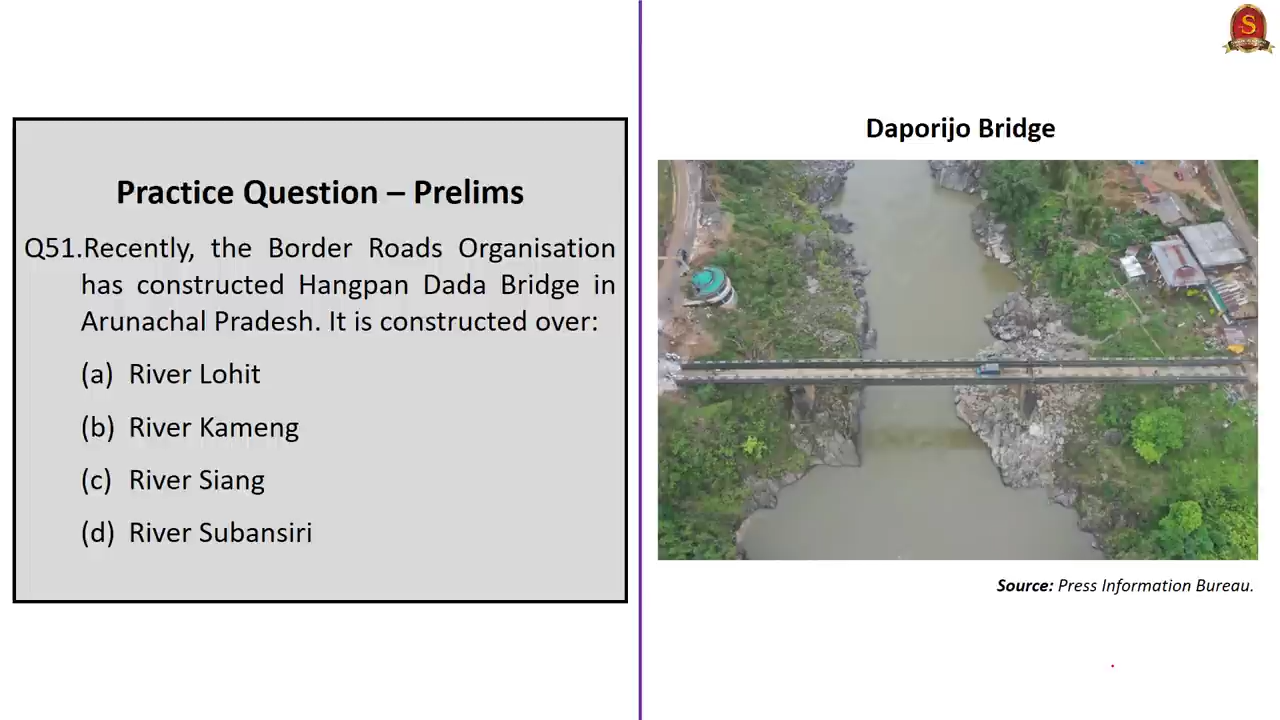 Practice Question – Prelims
Q51.Recently, the Border Roads Organisation
has constructed Hangpan Dada Bridge in
Arunachal Pradesh. It is constructed over:
(a) River Lohit
(b) River Kameng
(c) River Siang
(d) River Subansiri
Daporijo Bridge
Source: Press Information Bureau.